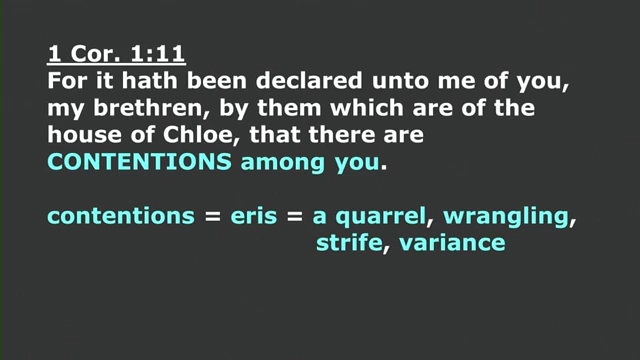 1 Cor. 1:11
For it hath been declared unto me of you,
my brethren, by them which are of the
house of Chloe, that there are
CONTENTIONS among you.
contentions = eris = a quarrel, wrangling,
strife, variance